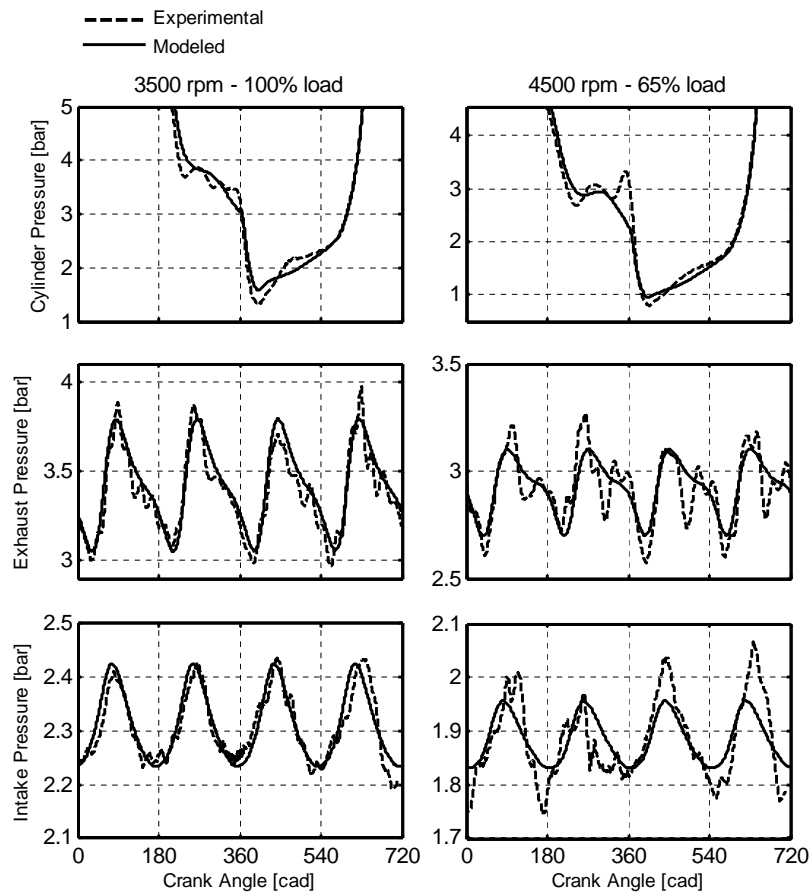 Experimental
Modeled
3500 rpm - 100% load
4500 rpm - 65% load
Cylinder Pressure [bar]
5
4
3
2
1
4
3
2
1
Exhaust Pressure [bar]
4
3.5
3
3.5
3
2.5
Intake Pressure [bar]
2.5
2.4
2.3
2.2
2.1
2.1
2
1.9
1.8
1.7
0 180 360 540 720
0 180 360 540 720
Crank Angle [cad]
Crank Angle [cad]